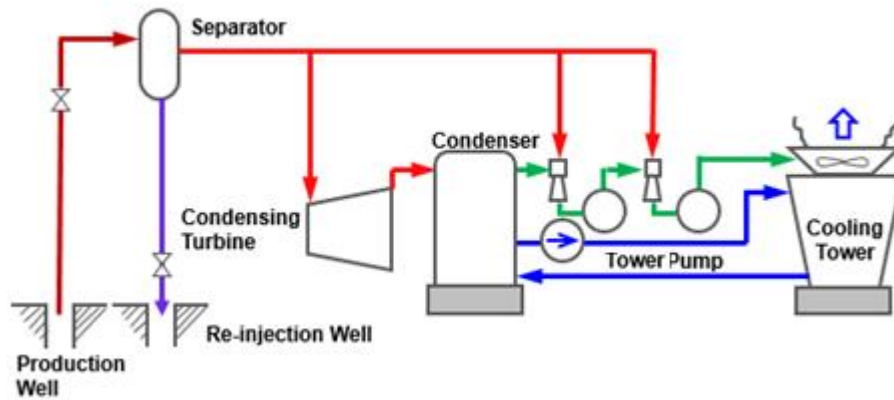 Separator
Condenser
Condensing
Turbine
Cooling
Tower
Tower Pump
Re-injection Well
Production
Well